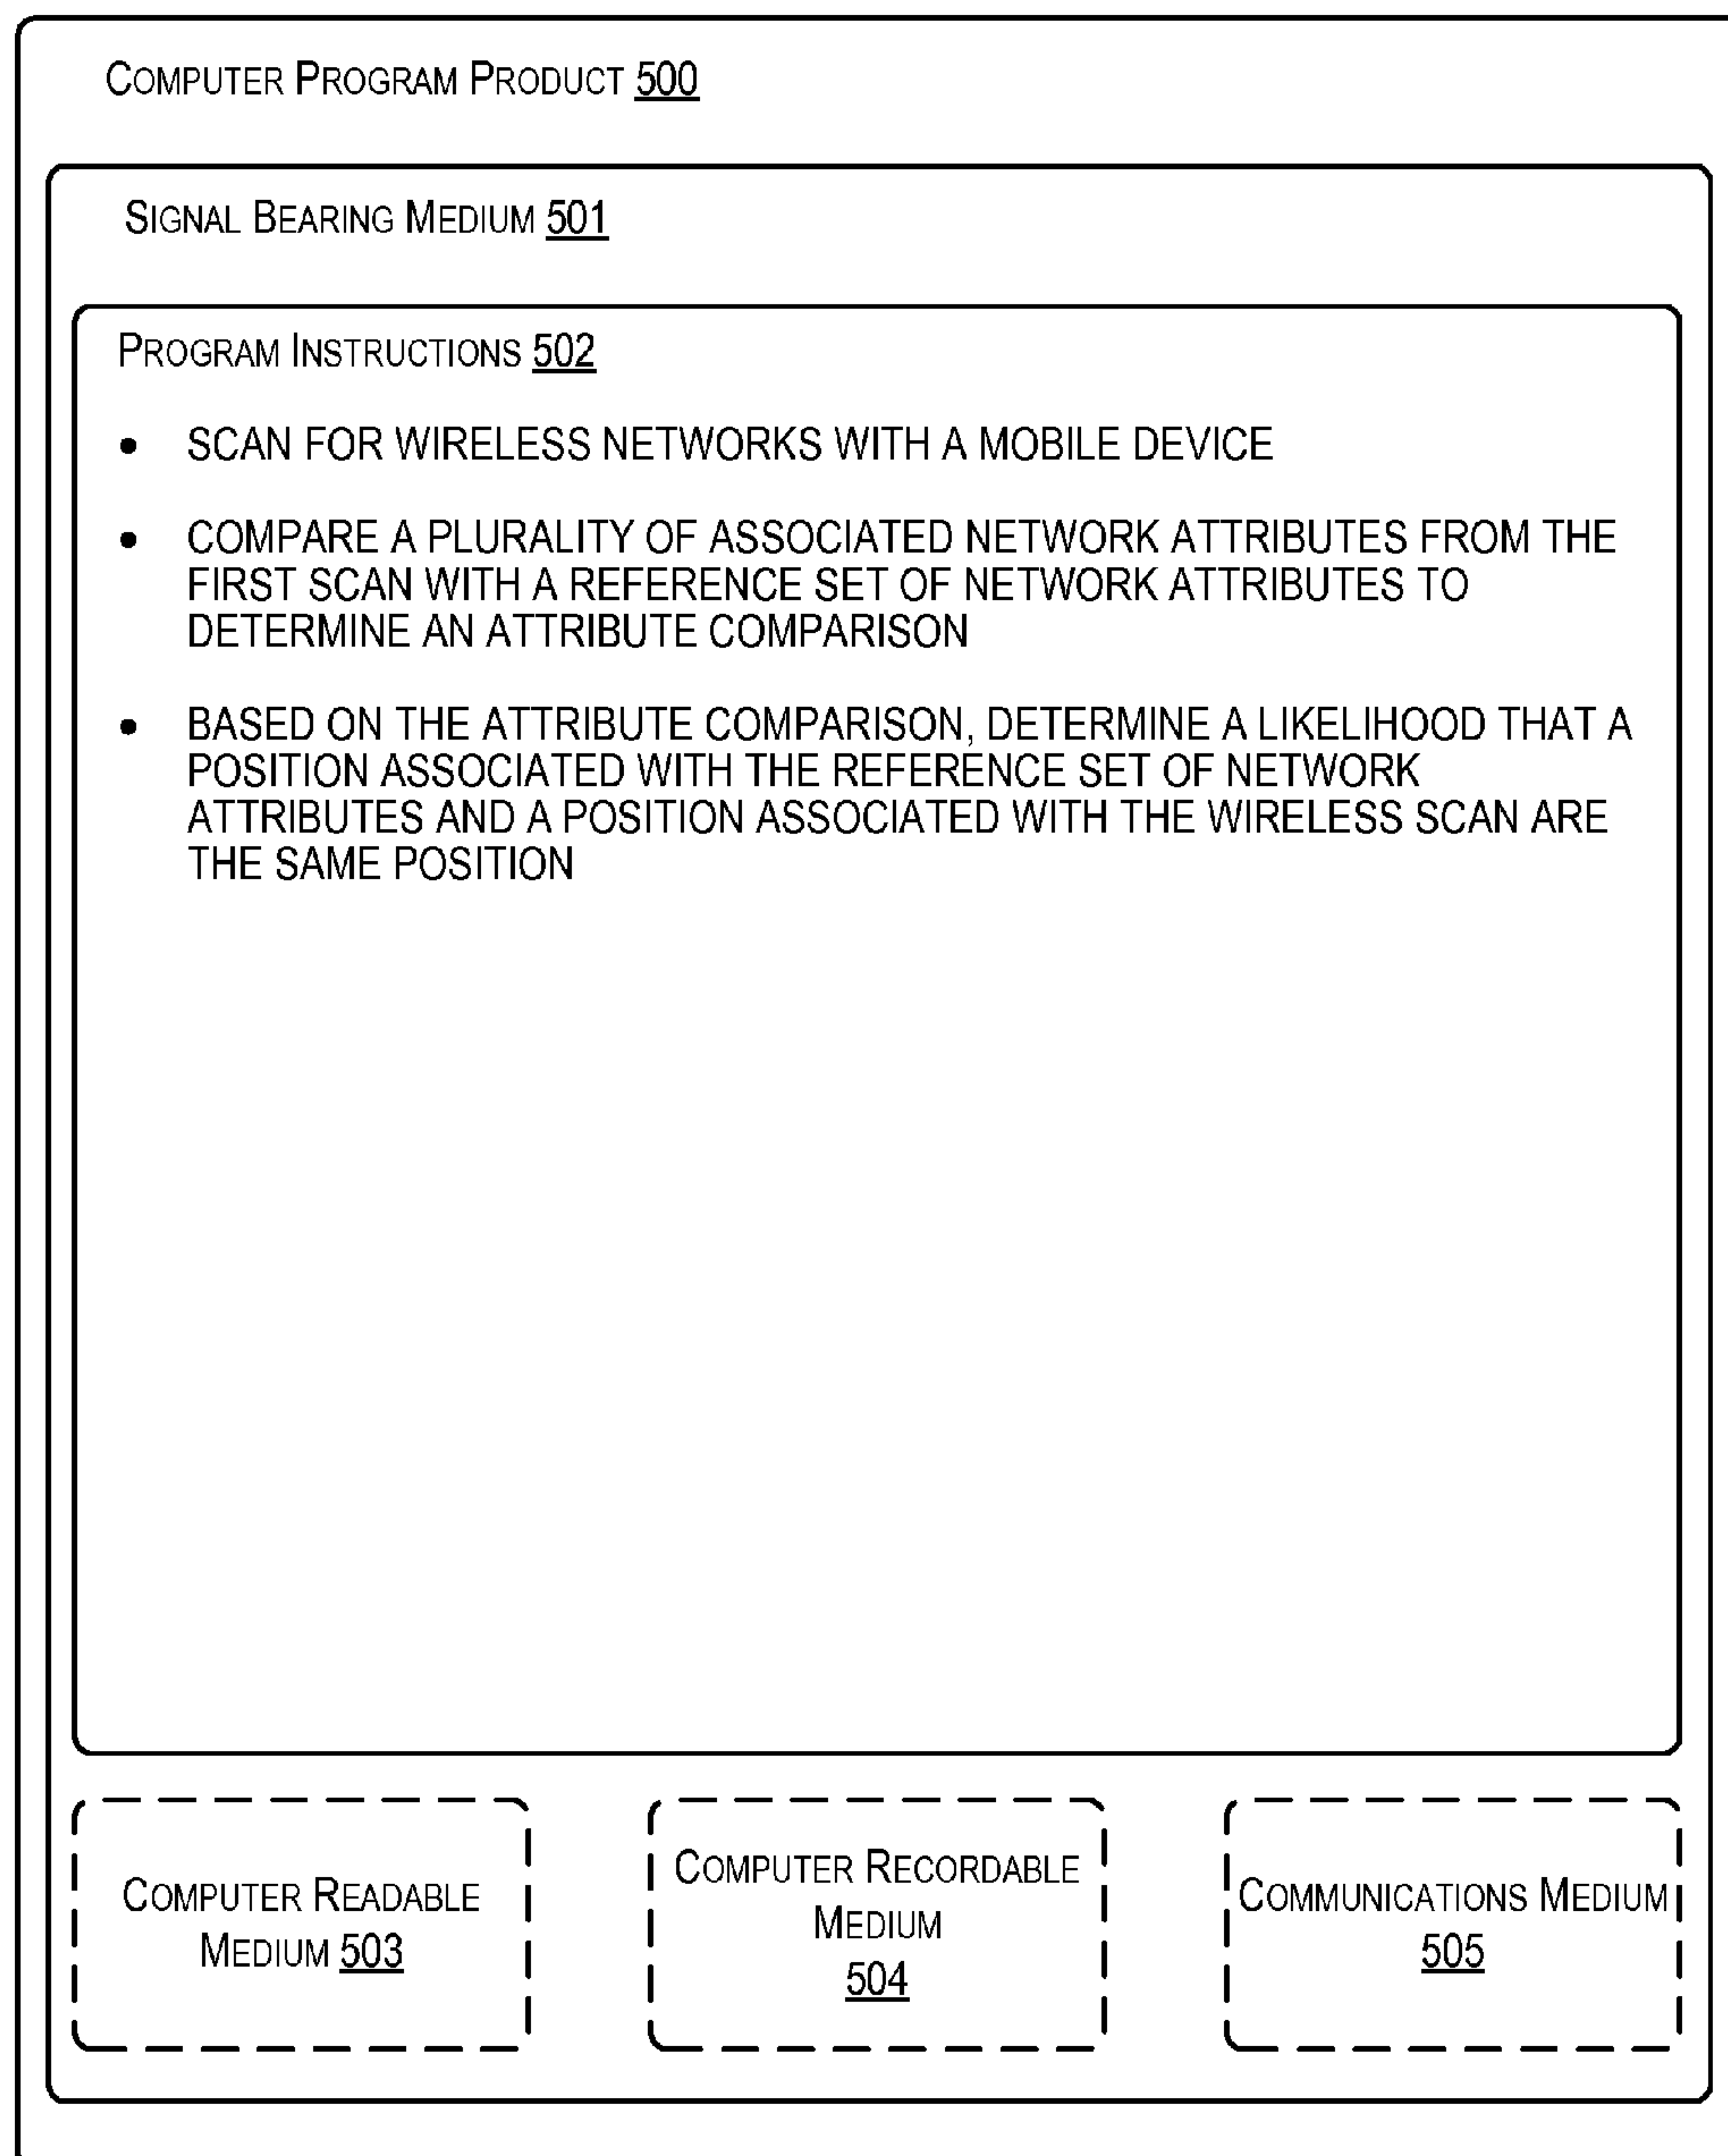 Computer Program Product 500
Signal Bearing Medium 501
Program Instructions 502
• SCAN FOR WIRELESS NETWORKS WITH A MOBILE DEVICE
• COMPARE A PLURALITY OF ASSOCIATED NETWORK ATTRIBUTES FROM THE
FIRST SCAN WITH A REFERENCE SET OF NETWORK ATTRIBUTES TO
DETERMINE AN ATTRIBUTE COMPARISON
• BASED ON THE ATTRIBUTE COMPARISON, DETERMINE A LIKELIHOOD THAT A
POSITION ASSOCIATED WITH THE REFERENCE SET OF NETWORK
ATTRIBUTES AND A POSITION ASSOCIATED WITH THE WIRELESS SCAN ARE
THE SAME POSITION
Computer Readable
Medium 503
Computer Recordable
Medium
504
Communications Medium
505